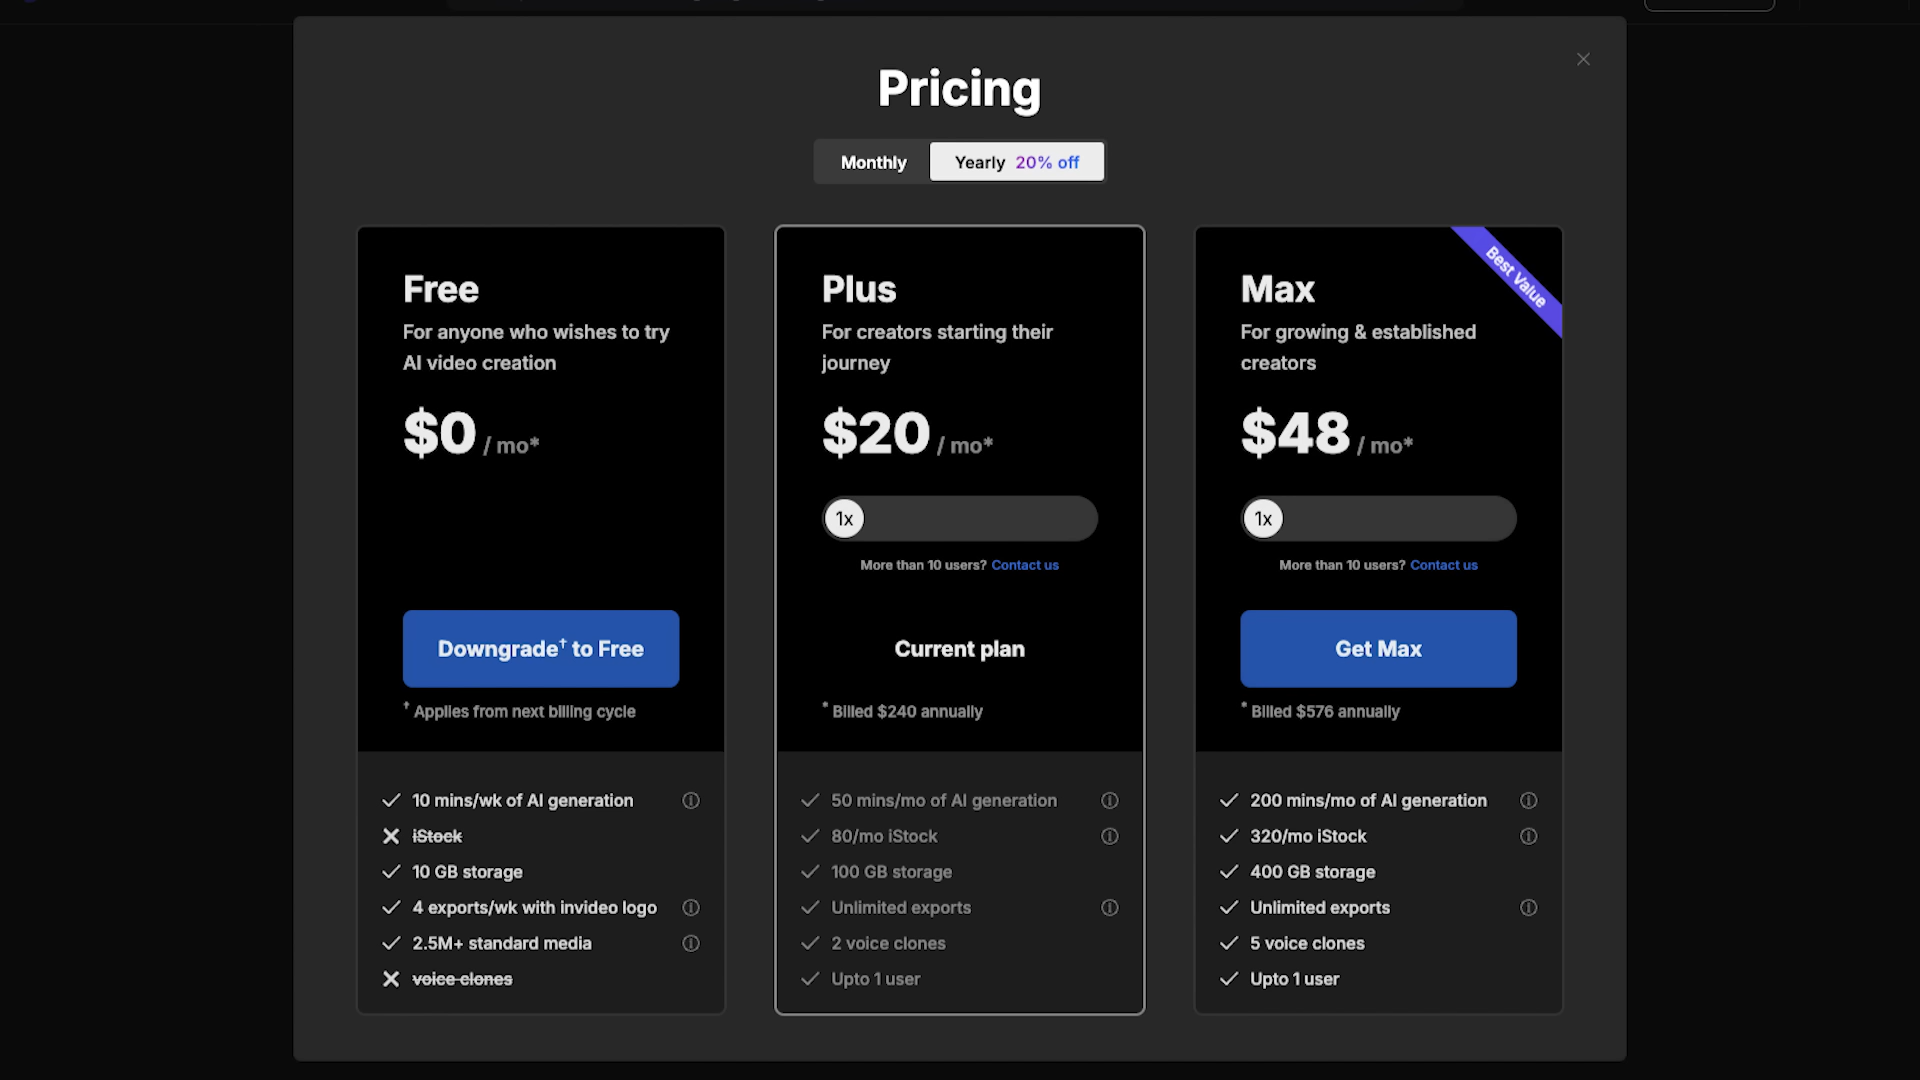 Pricing
Monthly
Yearly 20% off
Free
For anyone who wishes to try
AI video creation
$0 / mo*
Downgrade† to Free
† Applies from next billing cycle
10 mins/wk of AI generation
iStock
10 GB storage
4 exports/wk with invideo logo
2.5M+ standard media
voice clones
Plus
For creators starting their
journey
$20 / mo*
1x
More than 10 users? Contact us
Current plan
* Billed $240 annually
50 mins/mo of AI generation
80/mo iStock
100 GB storage
Unlimited exports
2 voice clones
Upto 1 user
Best Value
Max
For growing & established
creators
$48 / mo*
1x
More than 10 users? Contact us
Get Max
* Billed $576 annually
200 mins/mo of AI generation
320/mo iStock
400 GB storage
Unlimited exports
5 voice clones
Upto 1 user